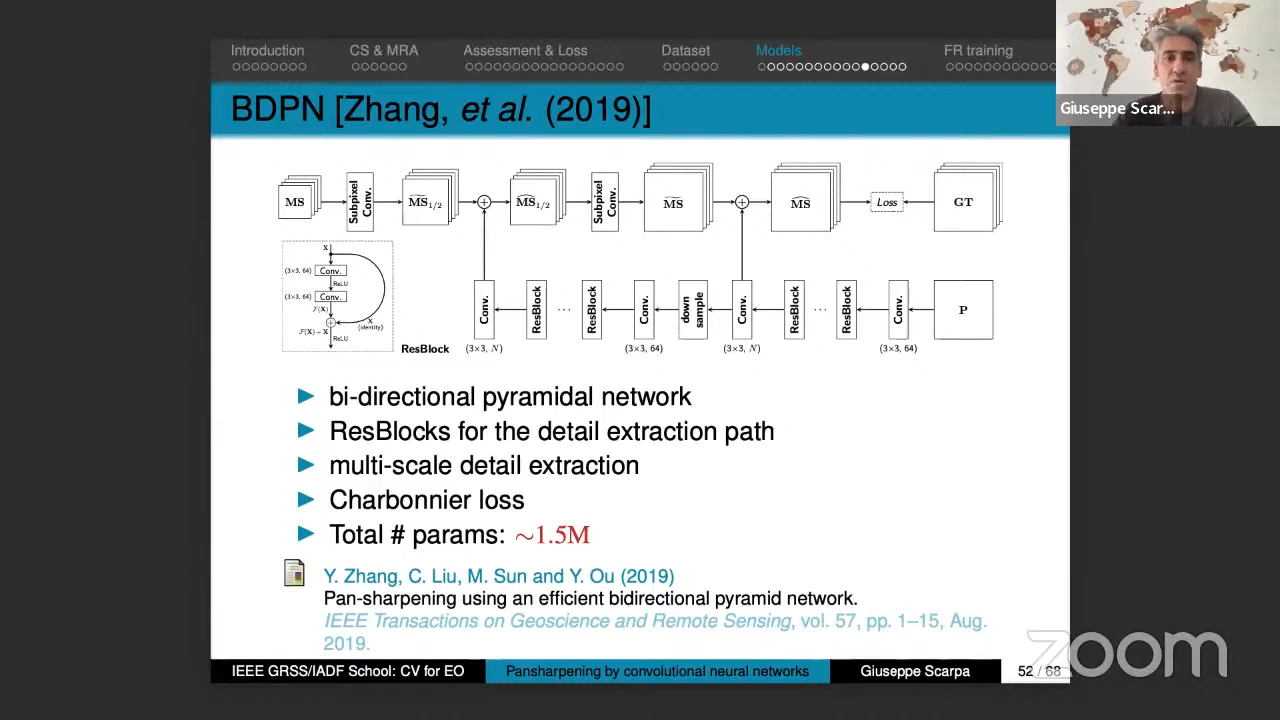 Introduction CS & MRA Assessment & Loss Dataset Models FR training
Giuseppe Scar...
BDPN [Zhang, et al. (2019)]
MS Subpixel Conv. M̃S1/2 + M̂S1/2 Subpixel Conv. M̃S + M̂S Loss GT
X
(3×3, 64) Conv.
ReLU
(3×3, 64) Conv.
F(X)
X
(identity)
F(X) + X
ReLU
ResBlock
Conv. ResBlock ... ResBlock Conv. down sample Conv. ResBlock ... ResBlock Conv. P
(3×3, N) (3×3, 64) (3×3, N) (3×3, 64)
bi-directional pyramidal network
ResBlocks for the detail extraction path
multi-scale detail extraction
Charbonnier loss
Total # params: ∼1.5M
Y. Zhang, C. Liu, M. Sun and Y. Ou (2019)
Pan-sharpening using an efficient bidirectional pyramid network.
IEEE Transactions on Geoscience and Remote Sensing, vol. 57, pp. 1–15, Aug.
2019.
IEEE GRSS/IADF School: CV for EO Pansharpening by convolutional neural networks Giuseppe Scarpa 52 / 68
zoom